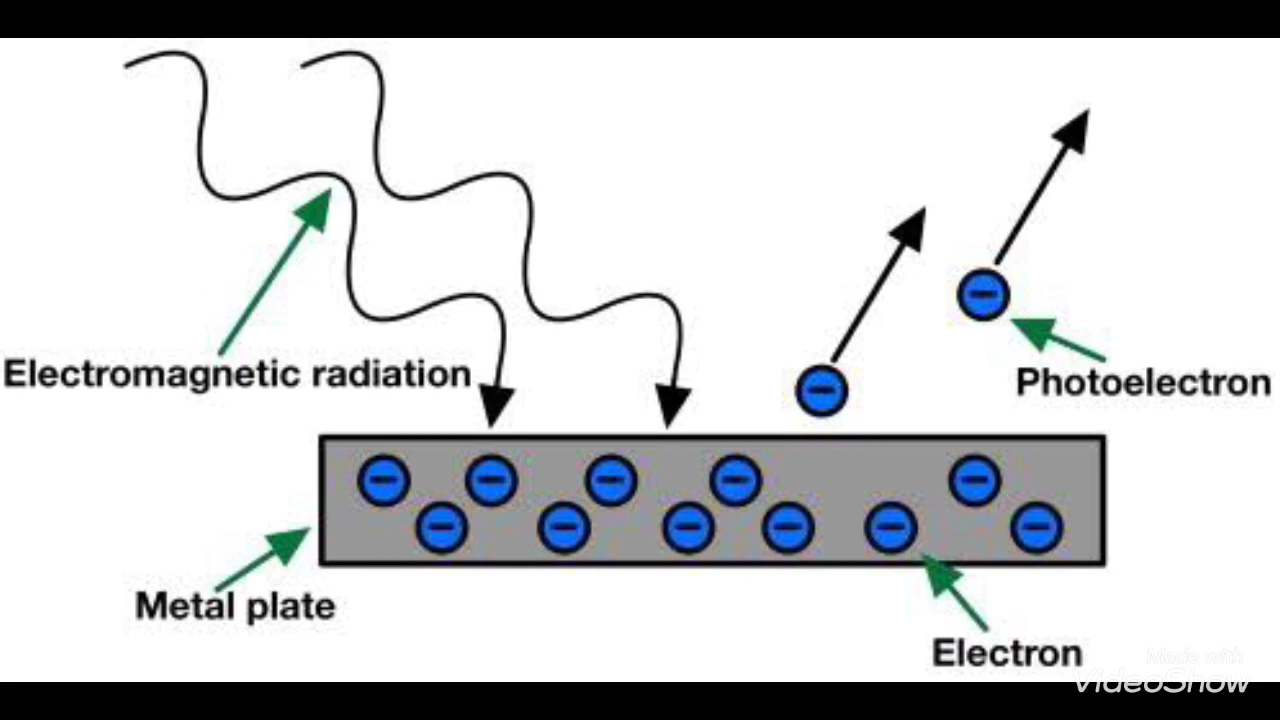 Electromagnetic radiation
Photoelectron
Metal plate
Electron
Made with
VideoShow